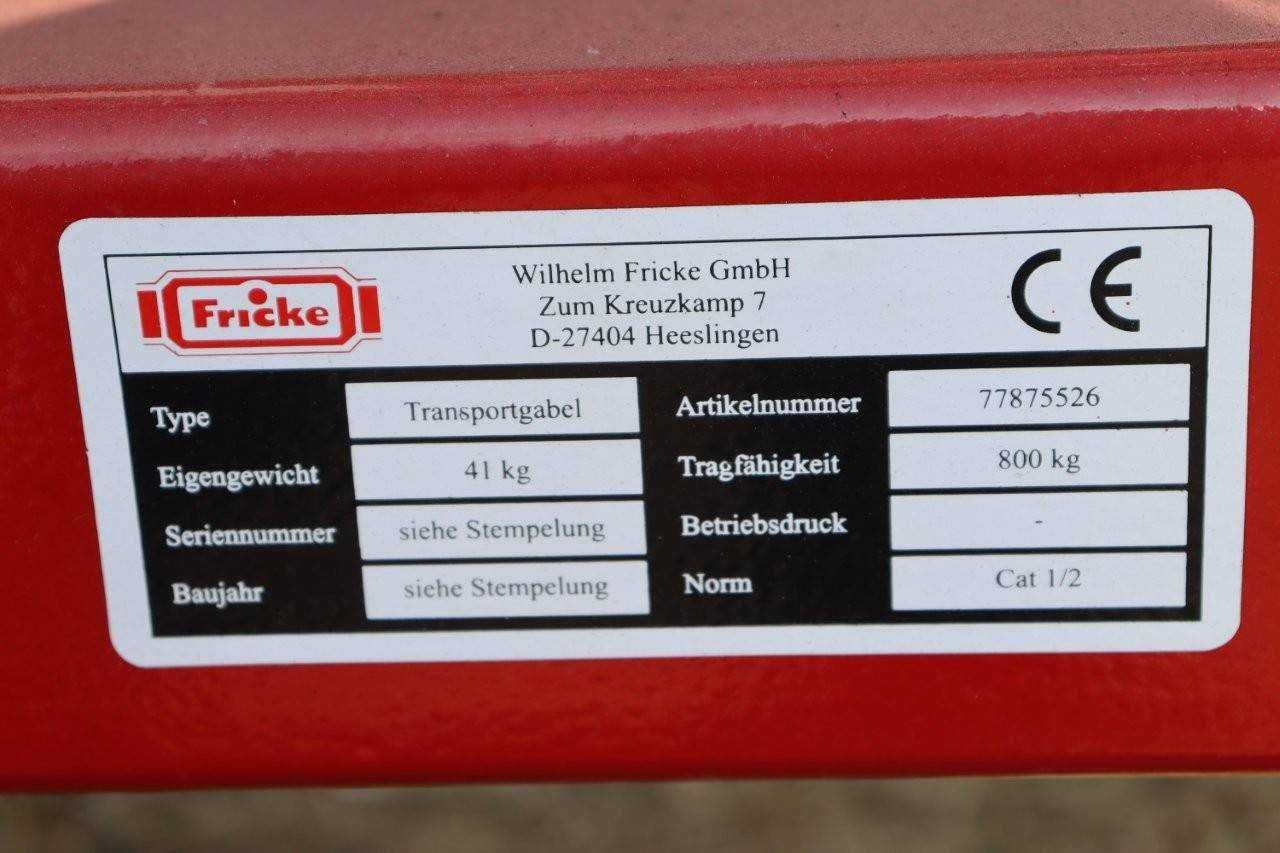 Fricke
Wilhelm Fricke GmbH
Zum Kreuzkamp 7
D-27404 Heeslingen
CE
Type Transportgabel Artikelnummer 77875526
Eigengewicht 41 kg Tragfähigkeit 800 kg
Seriennummer siehe Stempelung Betriebsdruck -
Baujahr siehe Stempelung Norm Cat 1/2